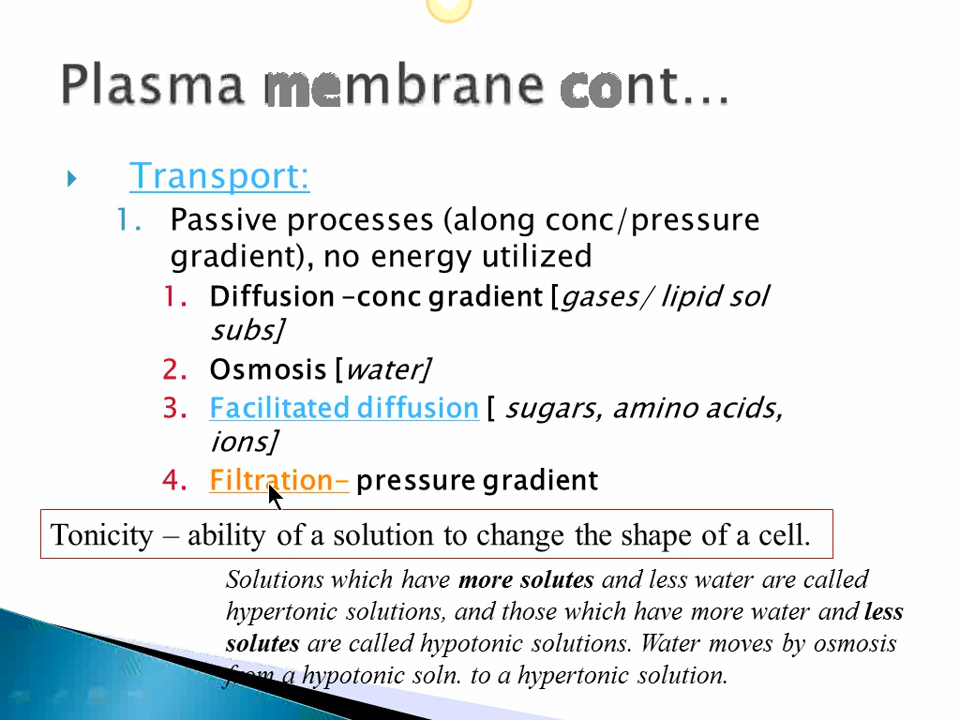 Plasma membrane cont...
Transport:
1. Passive processes (along conc/pressure
gradient), no energy utilized
1. Diffusion –conc gradient [gases/ lipid sol
subs]
2. Osmosis [water]
3. Facilitated diffusion [ sugars, amino acids,
ions]
4. Filtration- pressure gradient
Tonicity – ability of a solution to change the shape of a cell.
Solutions which have more solutes and less water are called
hypertonic solutions, and those which have more water and less
solutes are called hypotonic solutions. Water moves by osmosis
from a hypotonic soln. to a hypertonic solution.